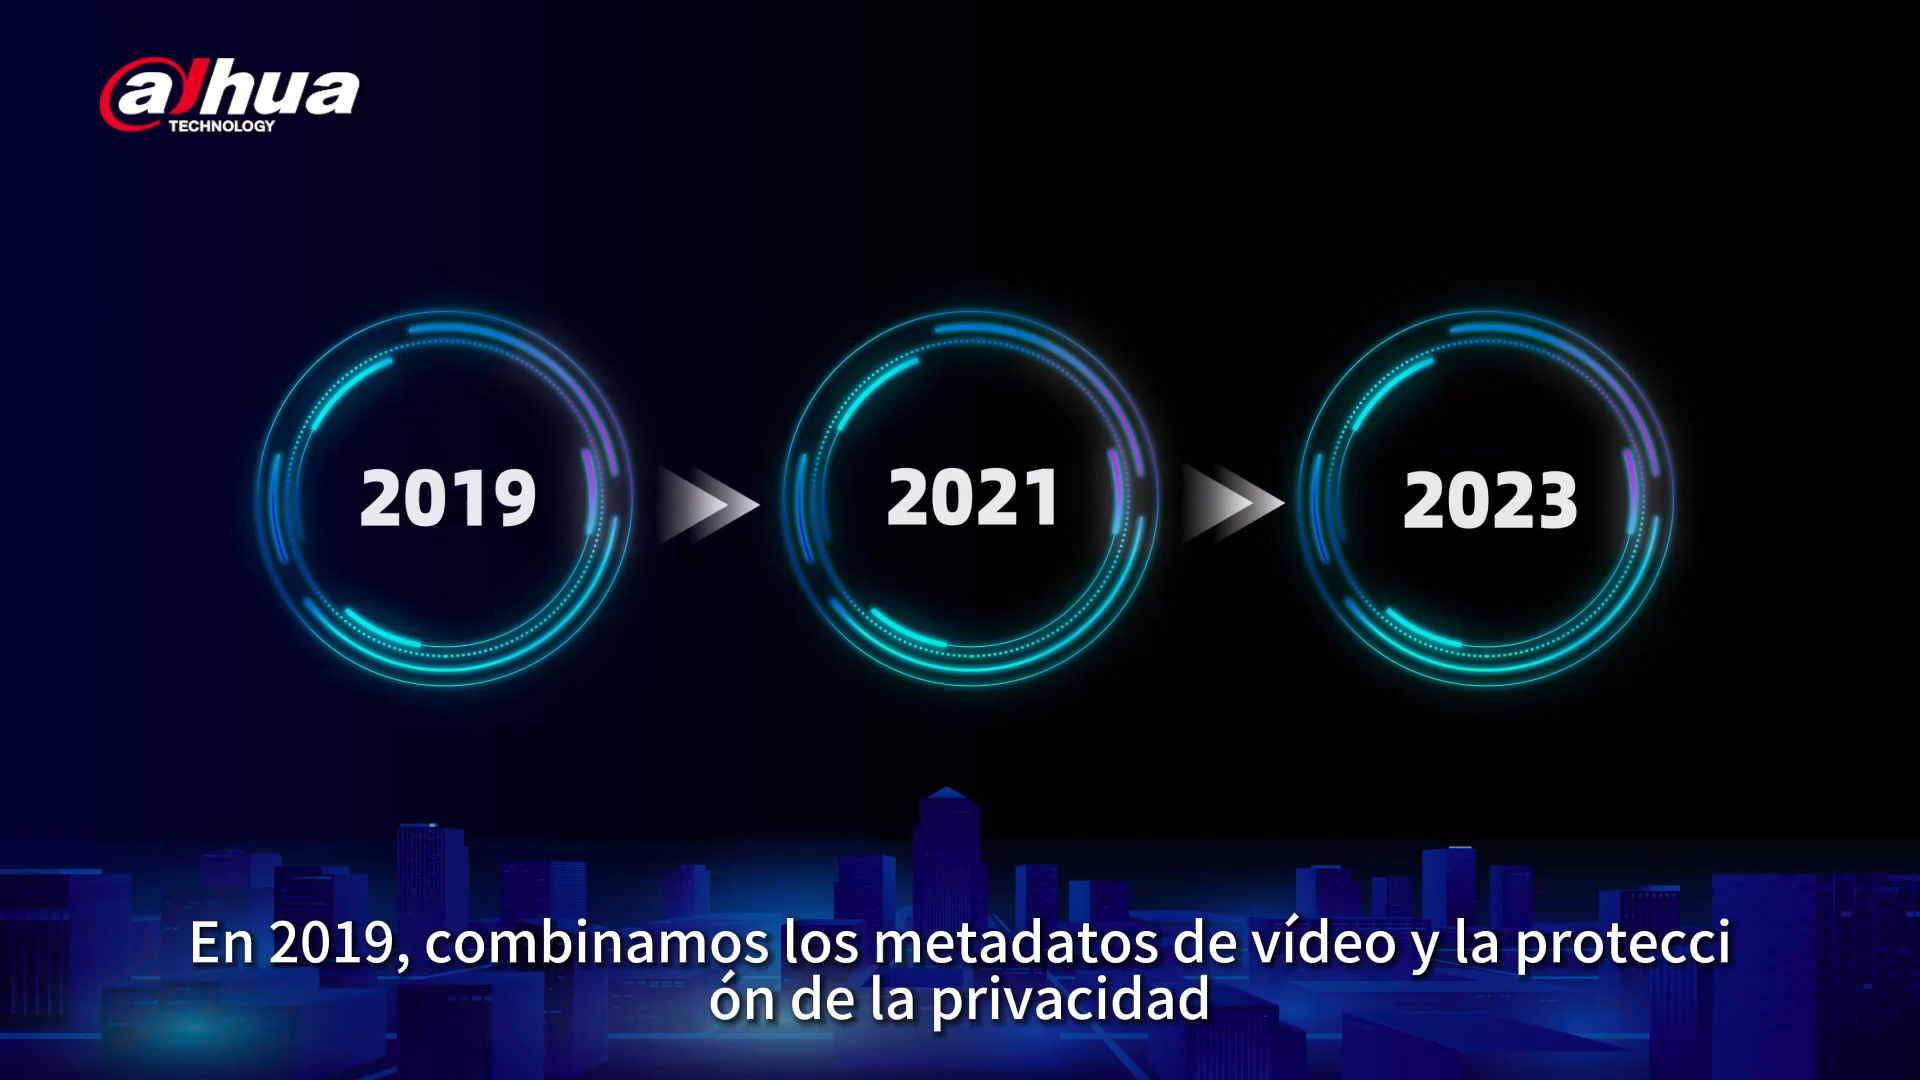 alhua
TECHNOLOGY
2019
2021
2023
En 2019, combinamos los metadatos de vídeo y la protecci
ón de la privacidad